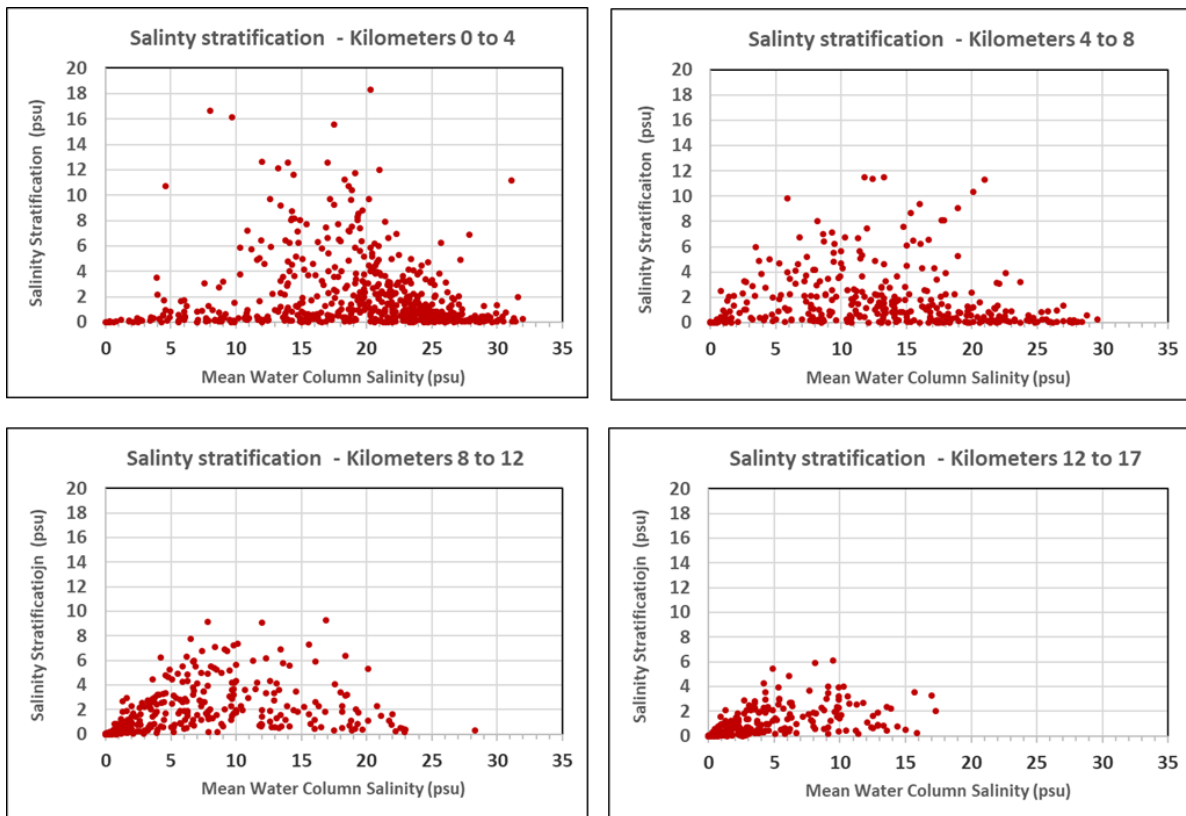 Salinty stratification - Kilometers 0 to 4
20
18
16
14
12
10
8
6
4
2
0
Salinity Stratification (psu)
0 5 10 15 20 25 30 35
Mean Water Column Salinity (psu)
Salinty stratification - Kilometers 4 to 8
20
18
16
14
12
10
8
6
4
2
0
Salinity Stratificaiton (psu)
0 5 10 15 20 25 30 35
Mean Water Column Salinity (psu)
Salinty stratification - Kilometers 8 to 12
20
18
16
14
12
10
8
6
4
2
0
Salinity Stratificatiojn (psu)
0 5 10 15 20 25 30 35
Mean Water Column Salinity (psu)
Salinty stratification - Kilometers 12 to 17
20
18
16
14
12
10
8
6
4
2
0
Salinity Stratification (psu)
0 5 10 15 20 25 30 35
Mean Water Column Salinity (psu)